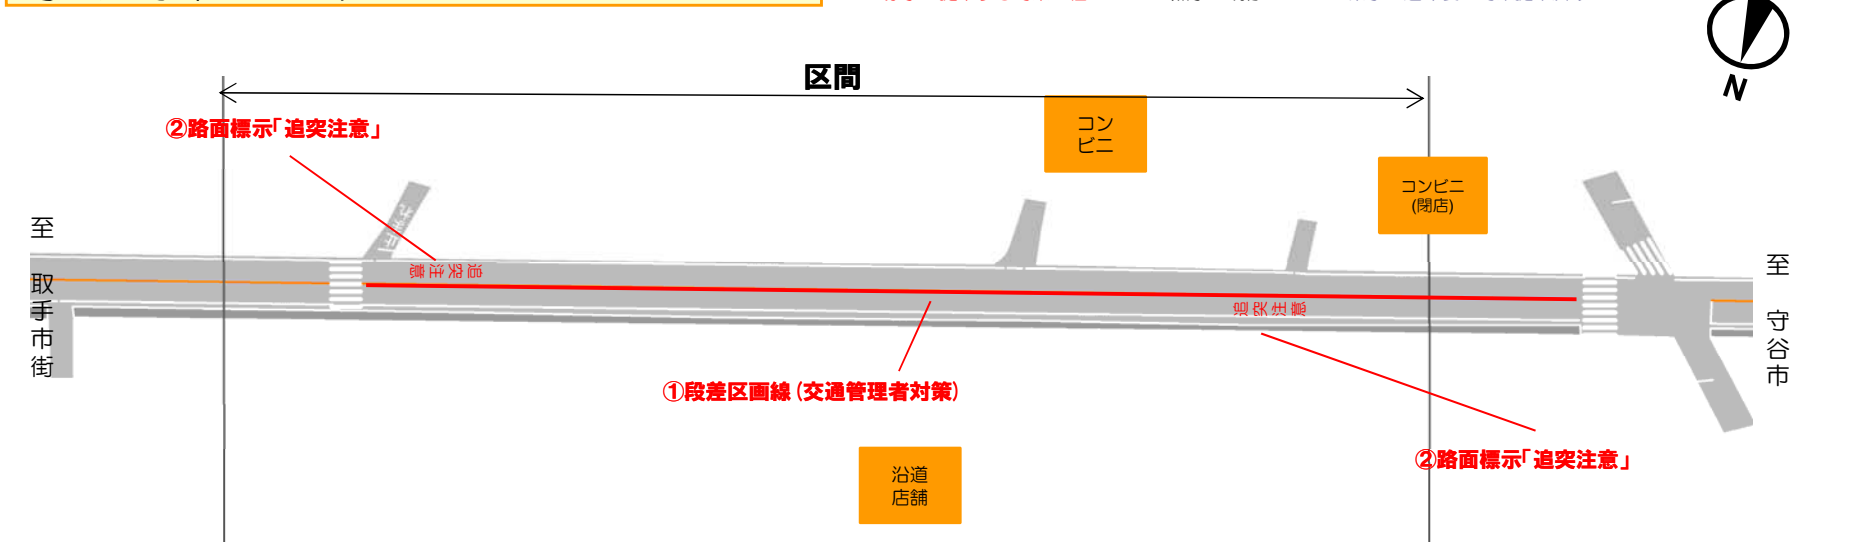 区間
N
②路面標示「追突注意」
コン
ビニ
コンビニ
(閉店)
至 取手市街
止まれ
追突注意
追突注意
至 守谷市
①段差区画線(交通管理者対策)
②路面標示「追突注意」
沿道
店舗